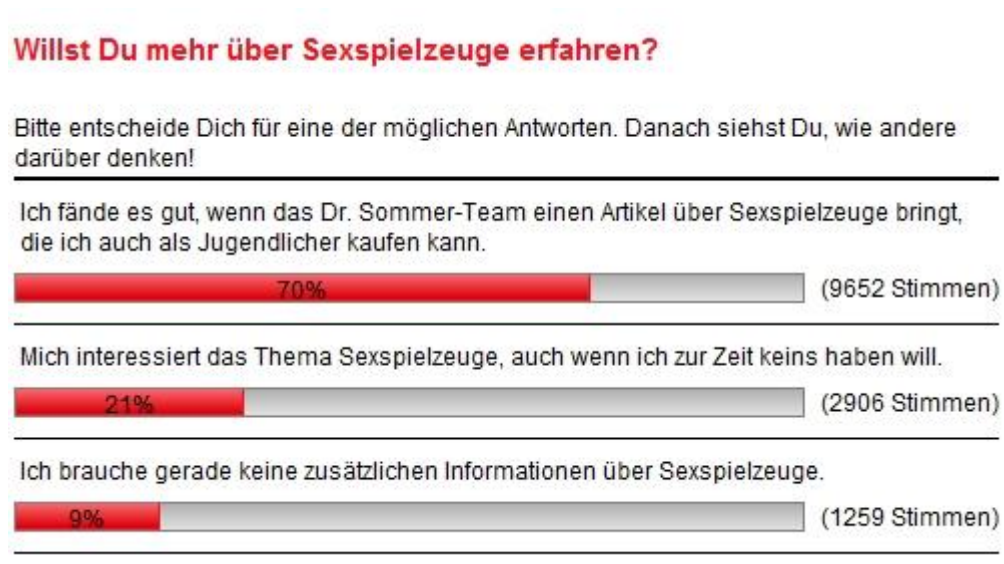 Willst Du mehr über Sexspielzeuge erfahren?
Bitte entscheide Dich für eine der möglichen Antworten. Danach siehst Du, wie andere
darüber denken!
Ich fände es gut, wenn das Dr. Sommer-Team einen Artikel über Sexspielzeuge bringt,
die ich auch als Jugendlicher kaufen kann.
70% (9652 Stimmen)
Mich interessiert das Thema Sexspielzeuge, auch wenn ich zur Zeit keins haben will.
21% (2906 Stimmen)
Ich brauche gerade keine zusätzlichen Informationen über Sexspielzeuge.
9% (1259 Stimmen)